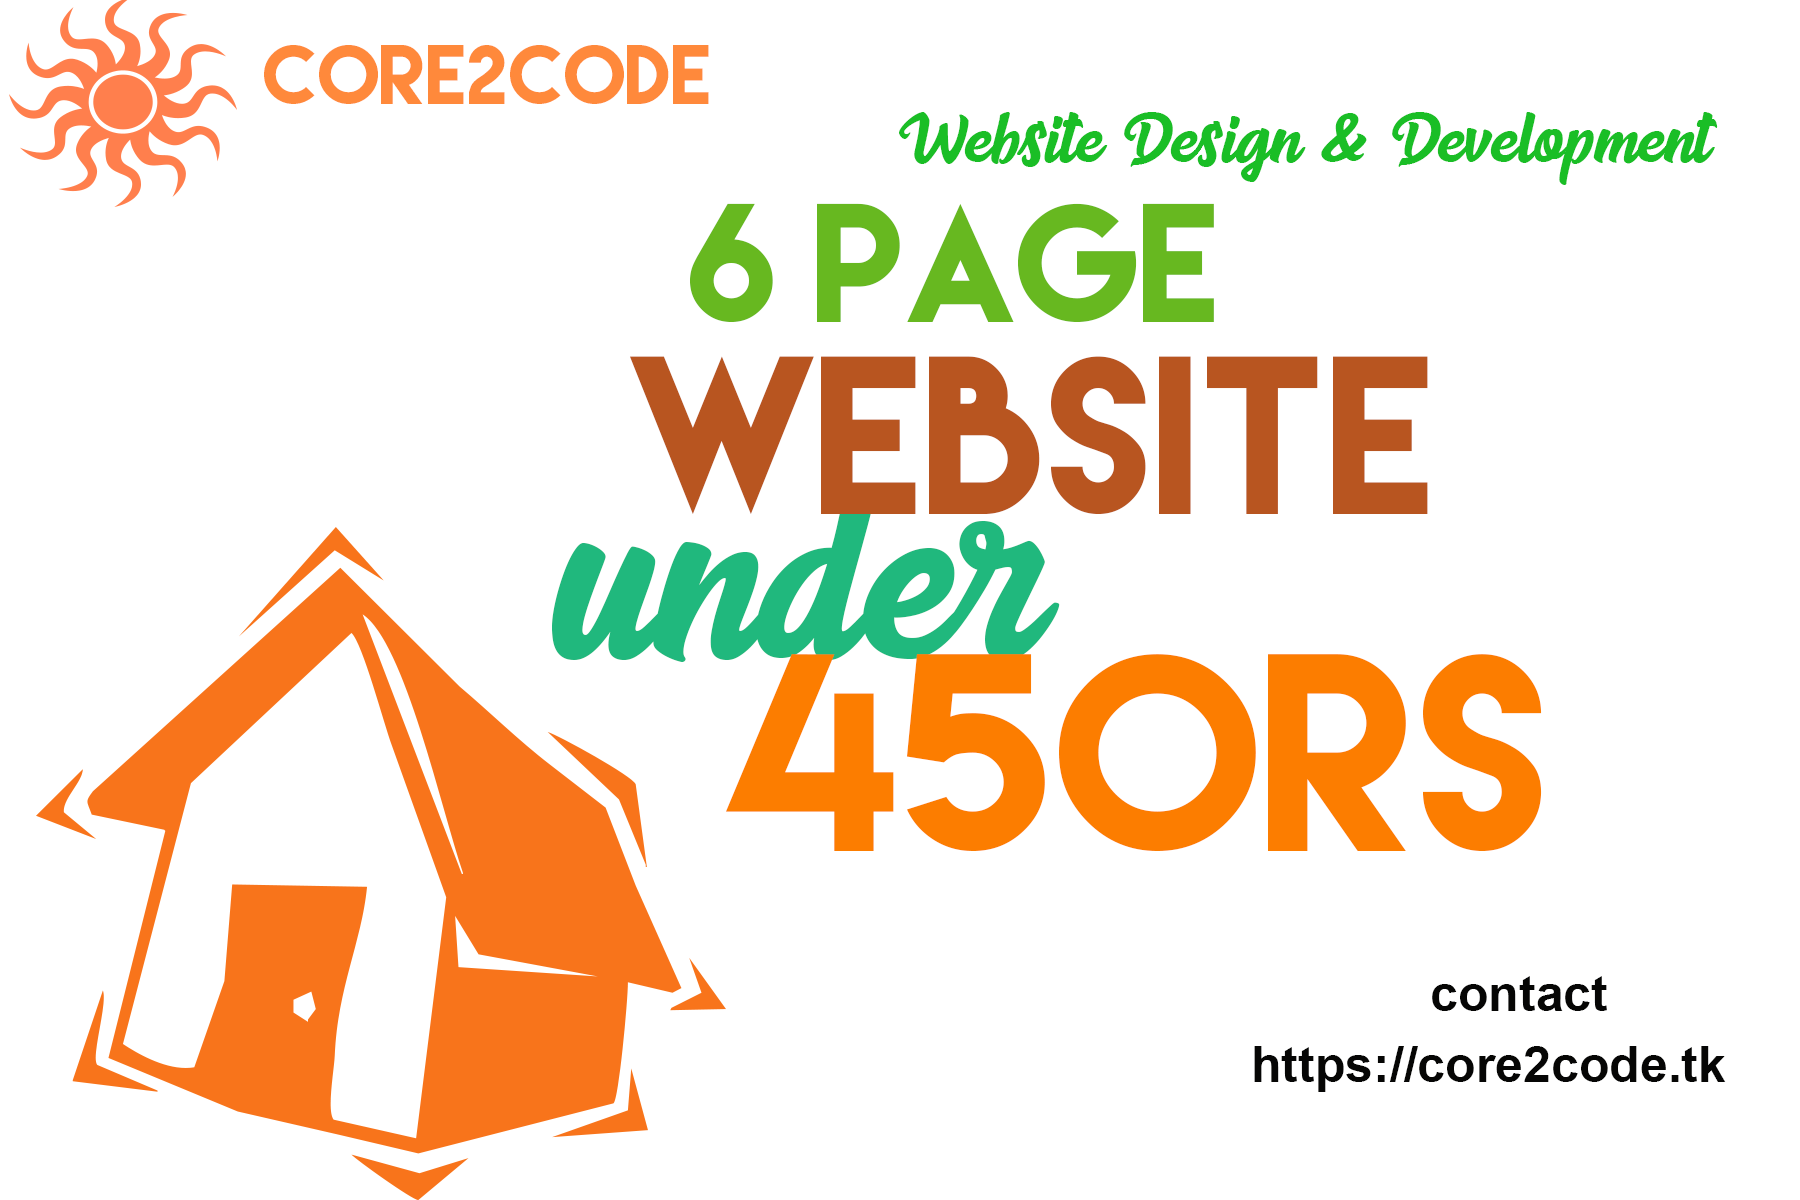 CORE2CODE
Website Design & Development
6 PAGE
WEBSITE
under
450RS
contact
https://core2code.tk